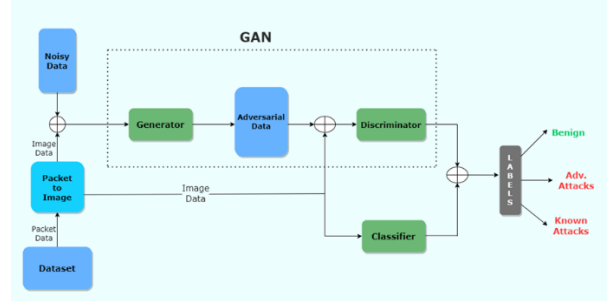 GAN
Noisy
Data
Generator
Adversarial
Data
Discriminator
Benign
Image
Data
Packet
to
Image
Image
Data
L
A
B
E
L
S
Adv.
Attacks
Known
Attacks
Packet
Data
Classifier
Dataset